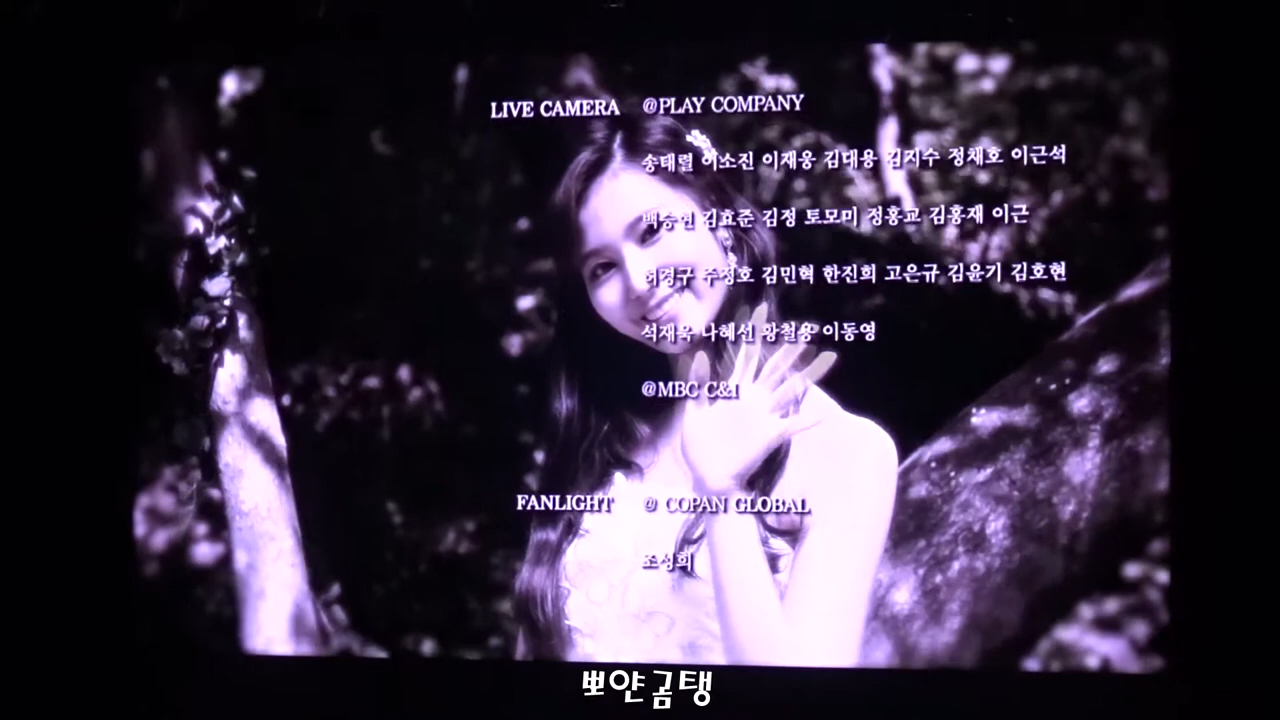 LIVE CAMERA @PLAY COMPANY
송태렬 이소진 이재웅 김대용 김지수 정채호 이근석
백승현 김효준 김정 토모미 정홍교 김홍재 이근
허경구 주정호 김민혁 한진희 고은규 김윤기 김호현
석재욱 나혜선 황철용 이동영
@MBC C&I
FANLIGHT @ COPAN GLOBAL
조성희
뽀얀곰탱